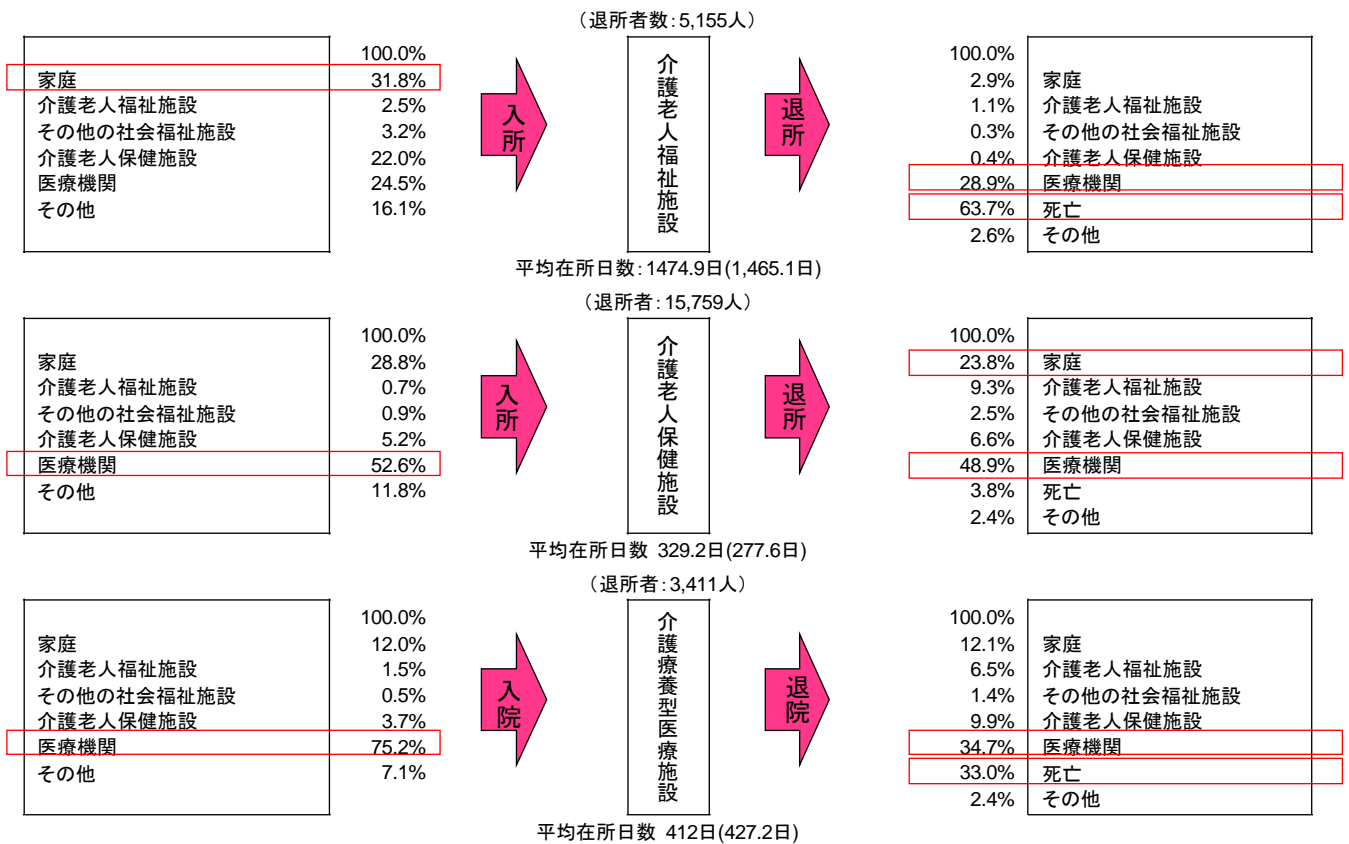 （退所者数：5,155人）
100.0%
家庭 31.8%
介護老人福祉施設 2.5%
その他の社会福祉施設 3.2%
介護老人保健施設 22.0%
医療機関 24.5%
その他 16.1%
入所
介護老人福祉施設
退所
100.0%
2.9% 家庭
1.1% 介護老人福祉施設
0.3% その他の社会福祉施設
0.4% 介護老人保健施設
28.9% 医療機関
63.7% 死亡
2.6% その他
平均在所日数：1474.9日(1,465.1日)
（退所者：15,759人）
100.0%
家庭 28.8%
介護老人福祉施設 0.7%
その他の社会福祉施設 0.9%
介護老人保健施設 5.2%
医療機関 52.6%
その他 11.8%
入所
介護老人保健施設
退所
100.0%
23.8% 家庭
9.3% 介護老人福祉施設
2.5% その他の社会福祉施設
6.6% 介護老人保健施設
48.9% 医療機関
3.8% 死亡
2.4% その他
平均在所日数 329.2日(277.6日)
（退所者：3,411人）
100.0%
家庭 12.0%
介護老人福祉施設 1.5%
その他の社会福祉施設 0.5%
介護老人保健施設 3.7%
医療機関 75.2%
その他 7.1%
入院
介護療養型医療施設
退院
100.0%
12.1% 家庭
6.5% 介護老人福祉施設
1.4% その他の社会福祉施設
9.9% 介護老人保健施設
34.7% 医療機関
33.0% 死亡
2.4% その他
平均在所日数 412日(427.2日)